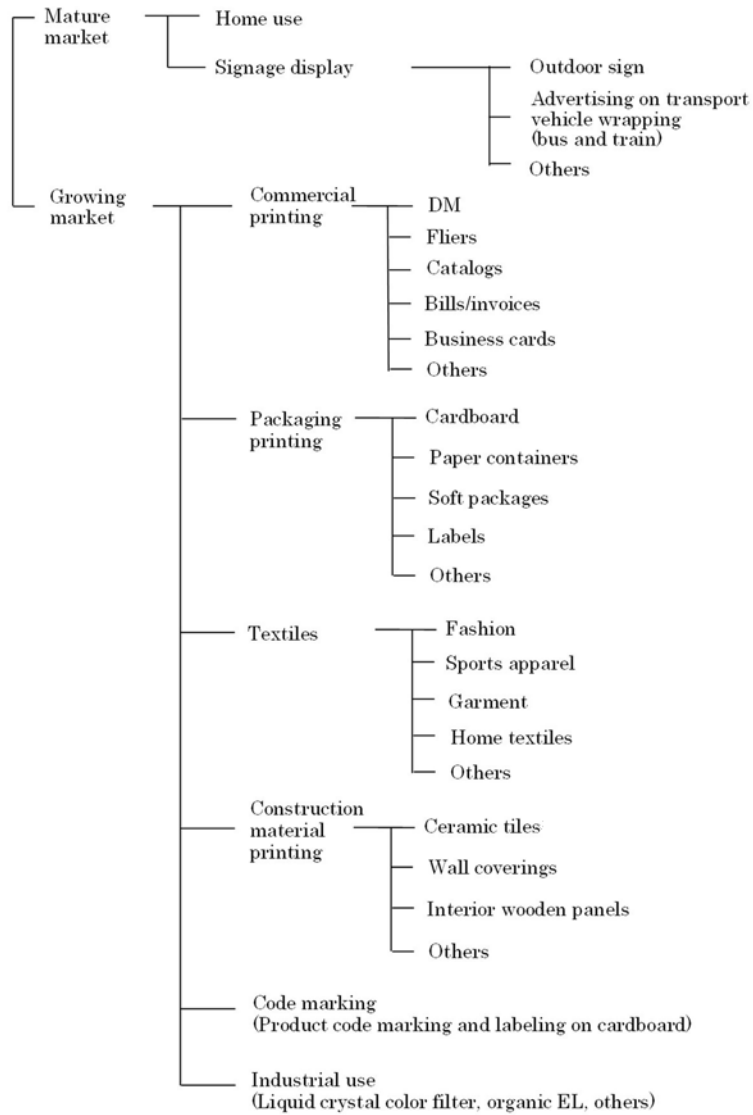 Mature
market
Home use
Signage display
Outdoor sign
Advertising on transport
vehicle wrapping
(bus and train)
Others
Growing
market
Commercial
printing
DM
Fliers
Catalogs
Bills/invoices
Business cards
Others
Packaging
printing
Cardboard
Paper containers
Soft packages
Labels
Others
Textiles
Fashion
Sports apparel
Garment
Home textiles
Others
Construction
material
printing
Ceramic tiles
Wall coverings
Interior wooden panels
Others
Code marking
(Product code marking and labeling on cardboard)
Industrial use
(Liquid crystal color filter, organic EL, others)